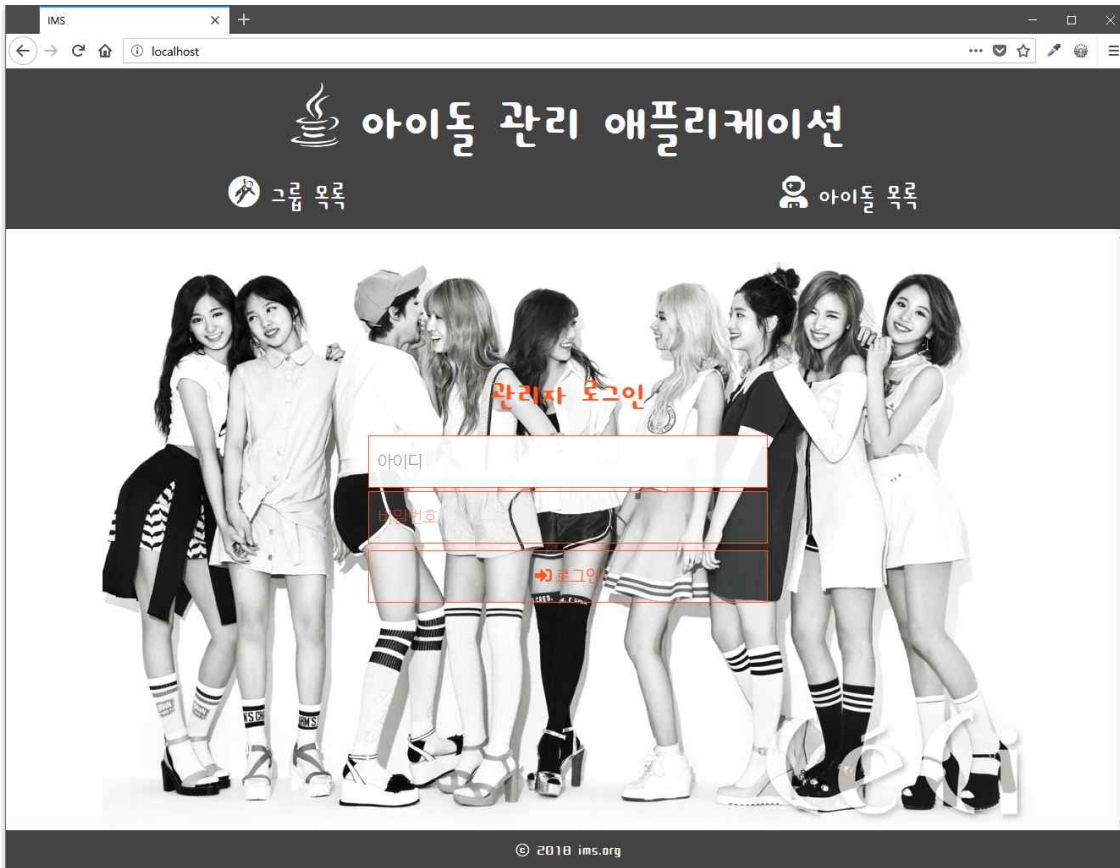 IMS
localhost
아이돌 관리 애플리케이션
그룹 목록
아이돌 목록
관리자 로그인
아이디
비밀번호
로그인
Céci
© 2018 ims.org